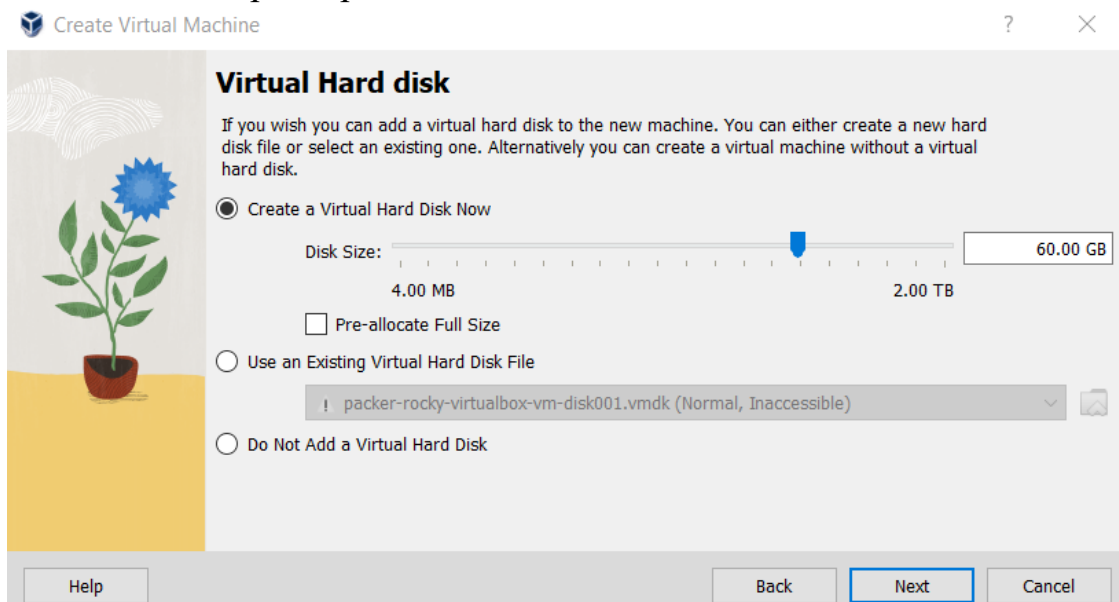 Create Virtual Machine
?
Virtual Hard disk
If you wish you can add a virtual hard disk to the new machine. You can either create a new hard
disk file or select an existing one. Alternatively you can create a virtual machine without a virtual
hard disk.
Create a Virtual Hard Disk Now
Disk Size:
60.00 GB
4.00 MB
2.00 TB
Pre-allocate Full Size
Use an Existing Virtual Hard Disk File
packer-rocky-virtualbox-vm-disk001.vmdk (Normal, Inaccessible)
Do Not Add a Virtual Hard Disk
Help
Back
Next
Cancel